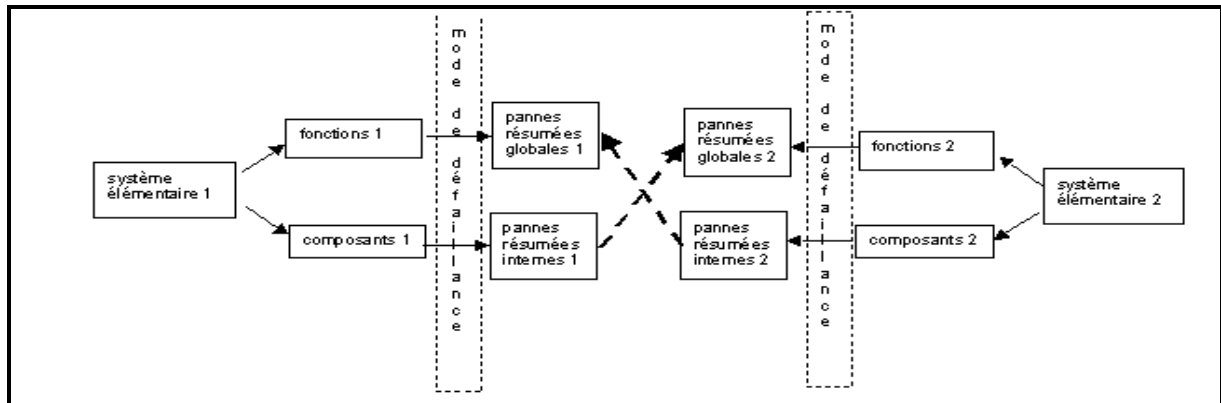 mode de défaillance
mode de défaillance
fonctions 1
pannes
résumées
globales 1
pannes
résumées
globales 2
fonctions 2
système
élémentaire 1
système
élémentaire 2
composants 1
pannes
résumées
internes 1
pannes
résumées
internes 2
composants 2